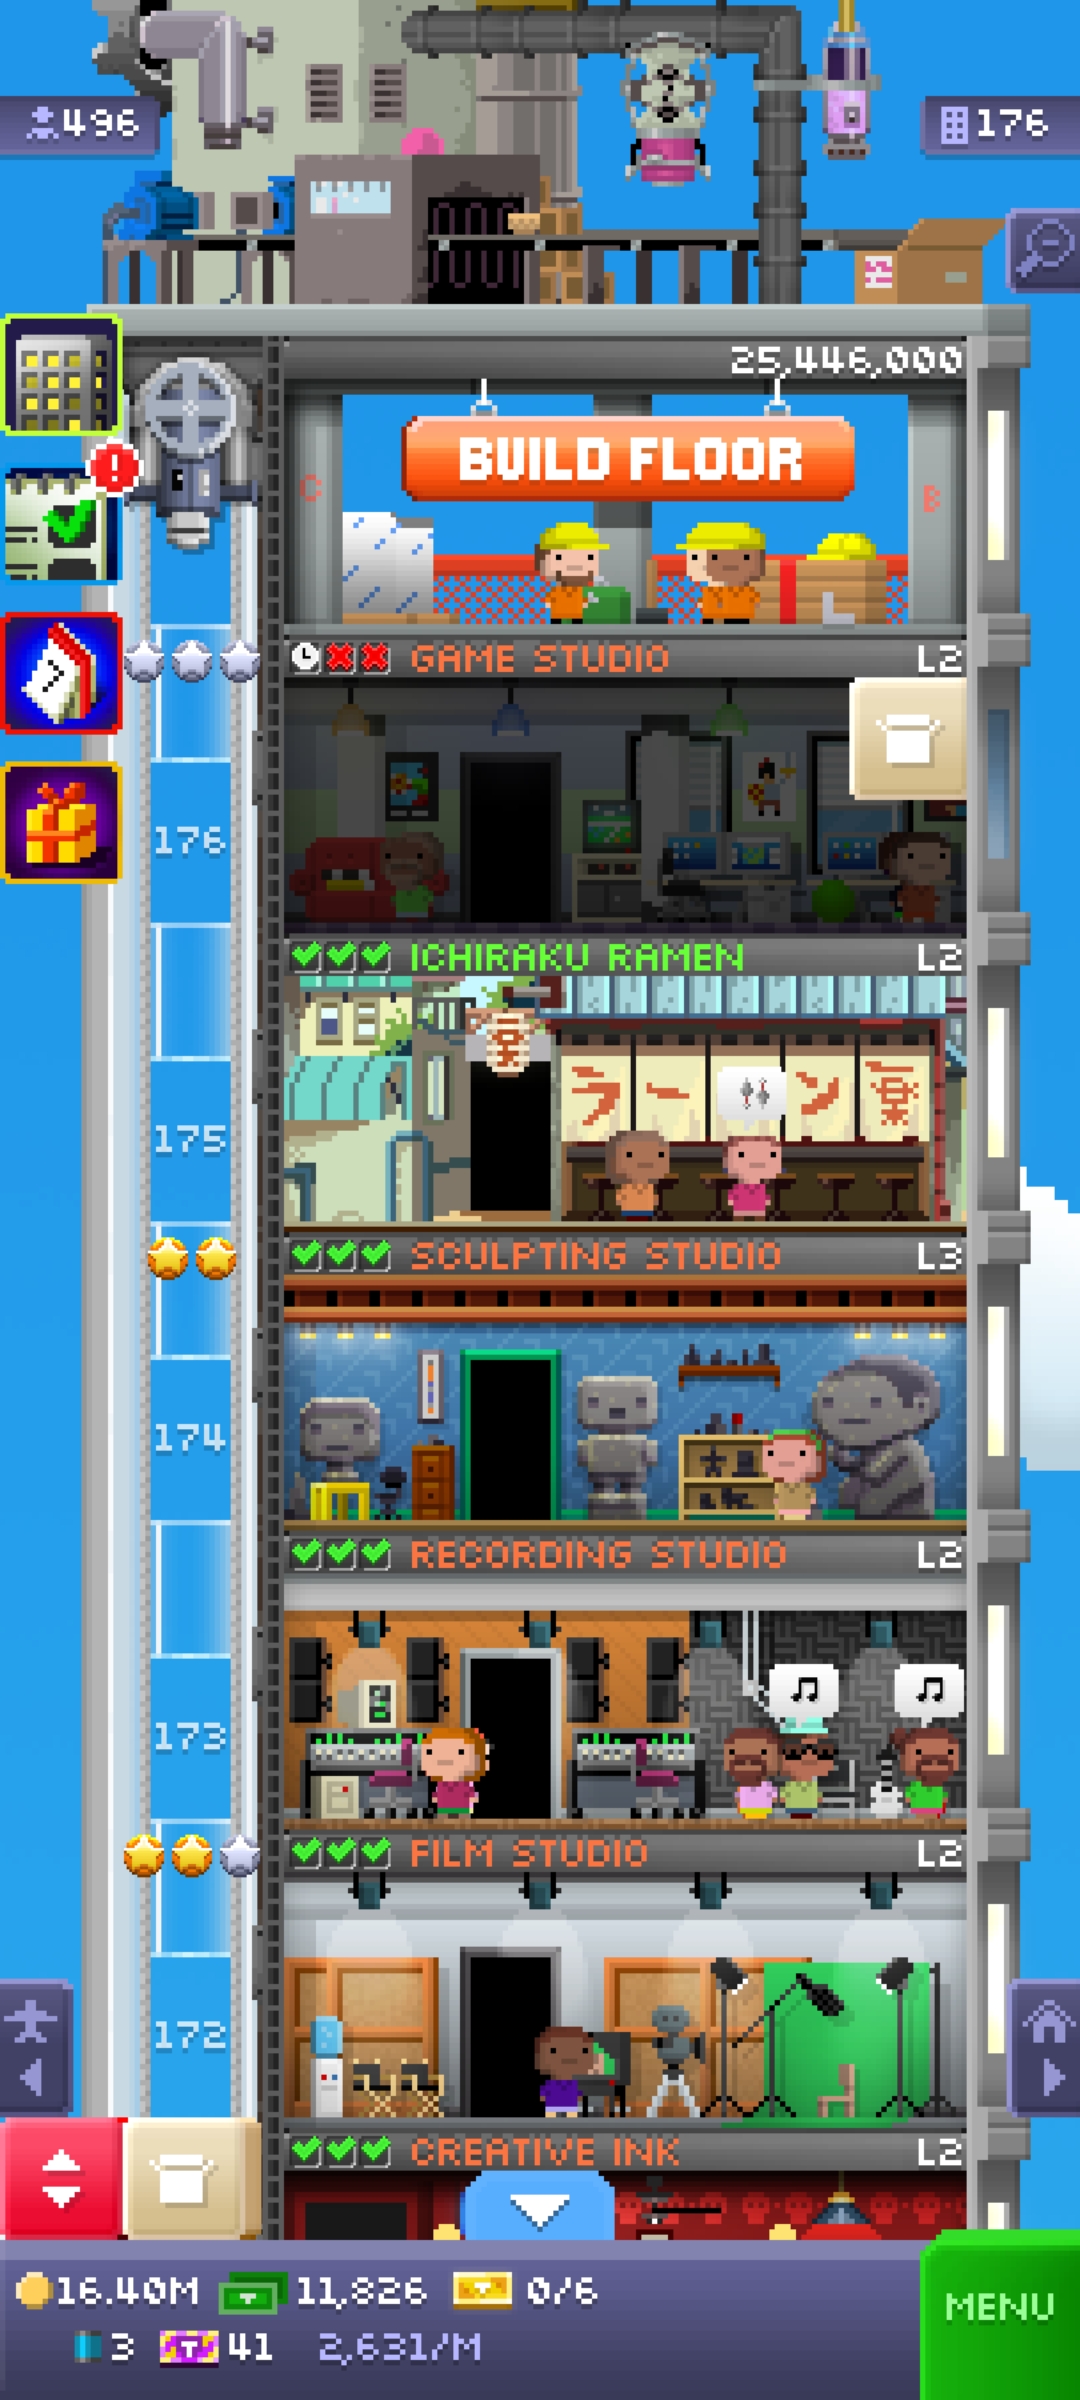 496
176
25,446,000
BUILD FLOOR
C
B
GAME STUDIO L2
176
ICHIRAKU RAMEN L2
ラーメン
175
SCULPTING STUDIO L3
174
RECORDING STUDIO L2
173
FILM STUDIO L2
172
CREATIVE INK L2
16.40M 11,826 0/6
MENU
3 41 2,631/M